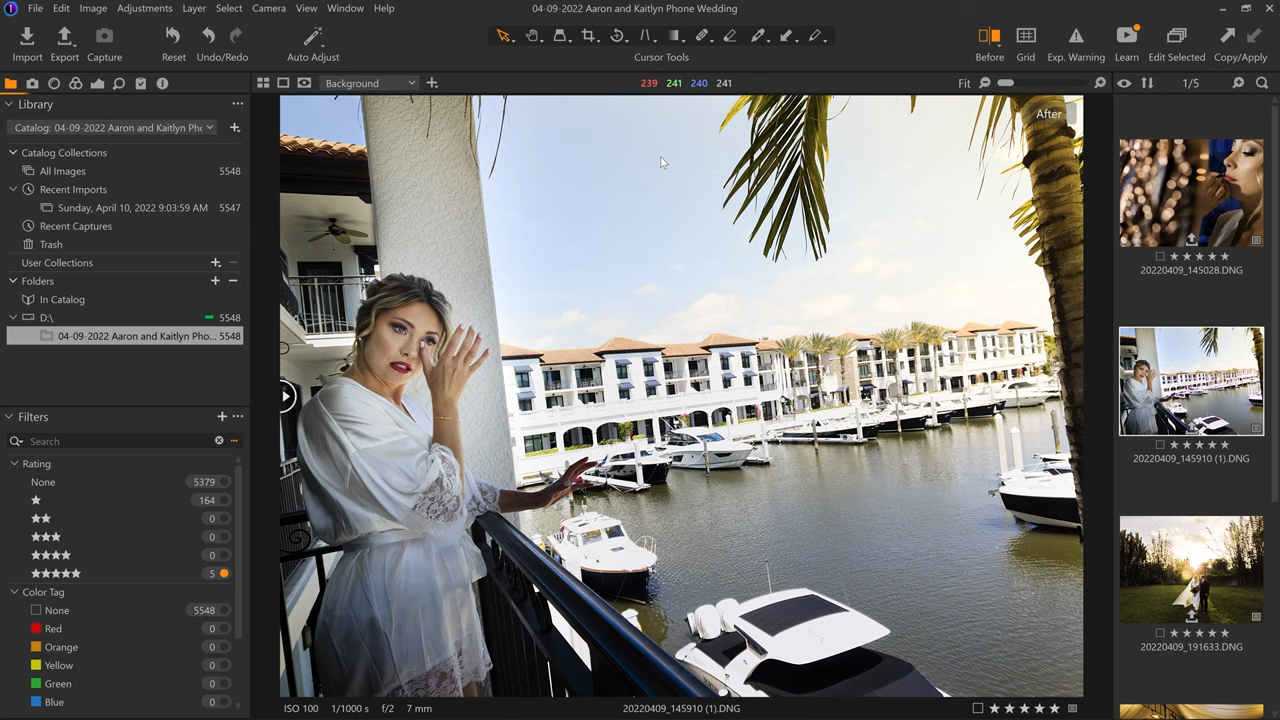 File Edit Image Adjustments Layer Select Camera View Window Help
04-09-2022 Aaron and Kaitlyn Phone Wedding
Import Export Capture Reset Undo/Redo Auto Adjust Cursor Tools Before Grid Exp. Warning Learn Edit Selected Copy/Apply
Background
239 241 240 241
Fit
1/5
Library
Catalog: 04-09-2022 Aaron and Kaitlyn Ph
Catalog Collections
All Images 5548
Recent Imports
Sunday, April 10, 2022 9:03:59 AM 5547
Recent Captures
Trash
User Collections
Folders
In Catalog
D:\ 5548
04-09-2022 Aaron and Kaitlyn Pho... 5548
Filters
Search
Rating
None 5379
★ 164
★★ 0
★★★ 0
★★★★ 0
★★★★★ 5
Color Tag
None 5548
Red 0
Orange 0
Yellow 0
Green 0
Blue 0
After
ISO 100 1/1000 s f/2 7 mm
20220409_145910 (1).DNG
★★★★★
★★★★★
20220409_145028.DNG
★★★★★
20220409_145910 (1).DNG
★★★★★
20220409_191633.DNG